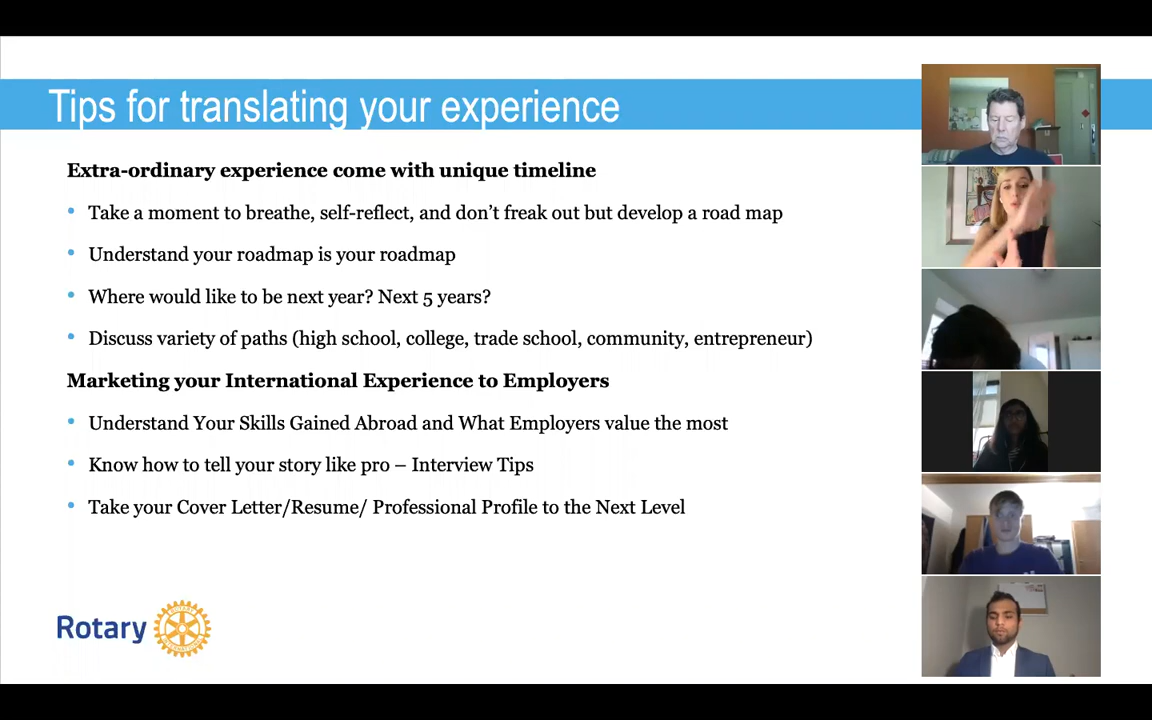 Tips for translating your experience
Extra-ordinary experience come with unique timeline
Take a moment to breathe, self-reflect, and don’t freak out but develop a road map
Understand your roadmap is your roadmap
Where would like to be next year? Next 5 years?
Discuss variety of paths (high school, college, trade school, community, entrepreneur)
Marketing your International Experience to Employers
Understand Your Skills Gained Abroad and What Employers value the most
Know how to tell your story like pro – Interview Tips
Take your Cover Letter/Resume/ Professional Profile to the Next Level
Rotary
ROTARY
INTERNATIONAL